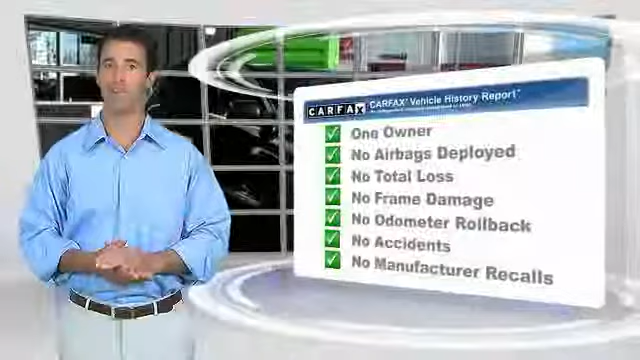 CARFAX CARFAX Vehicle History Report™
One Owner
No Airbags Deployed
No Total Loss
No Frame Damage
No Odometer Rollback
No Accidents
No Manufacturer Recalls